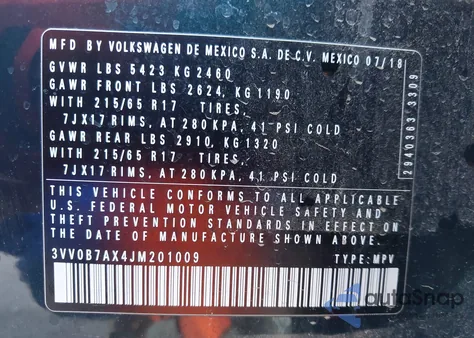 MFD BY VOLKSWAGEN DE MEXICO S.A. DE C.V. MEXICO 07/18
GVWR LBS 5423 KG 2460
GAWR FRONT LBS 2624, KG 1190
WITH 215/65 R17 TIRES,
7JX17 RIMS, AT 280 KPA, 41 PSI COLD
GAWR REAR LBS 2910, KG 1320
WITH 215/65 R17 TIRES,
7JX17 RIMS, AT 280 KPA, 41 PSI COLD
THIS VEHICLE CONFORMS TO ALL APPLICABLE
U.S. FEDERAL MOTOR VEHICLE SAFETY AND
THEFT PREVENTION STANDARDS IN EFFECT ON
THE DATE OF MANUFACTURE SHOWN ABOVE.
3VV0B7AX4JM201009 TYPE: MPV
2940363 3309
autoSnap